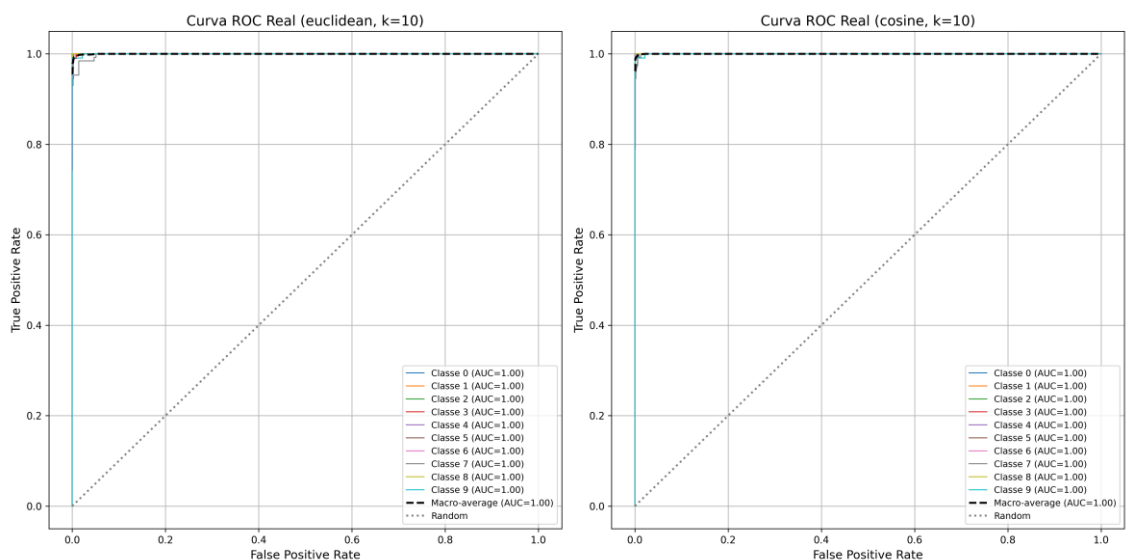 Curva ROC Real (euclidean, k=10)
1.0
0.8
0.6
0.4
0.2
0.0
True Positive Rate
0.0 0.2 0.4 0.6 0.8 1.0
False Positive Rate
Classe 0 (AUC=1.00)
Classe 1 (AUC=1.00)
Classe 2 (AUC=1.00)
Classe 3 (AUC=1.00)
Classe 4 (AUC=1.00)
Classe 5 (AUC=1.00)
Classe 6 (AUC=1.00)
Classe 7 (AUC=1.00)
Classe 8 (AUC=1.00)
Classe 9 (AUC=1.00)
Macro-average (AUC=1.00)
Random
Curva ROC Real (cosine, k=10)
1.0
0.8
0.6
0.4
0.2
0.0
True Positive Rate
0.0 0.2 0.4 0.6 0.8 1.0
False Positive Rate
Classe 0 (AUC=1.00)
Classe 1 (AUC=1.00)
Classe 2 (AUC=1.00)
Classe 3 (AUC=1.00)
Classe 4 (AUC=1.00)
Classe 5 (AUC=1.00)
Classe 6 (AUC=1.00)
Classe 7 (AUC=1.00)
Classe 8 (AUC=1.00)
Classe 9 (AUC=1.00)
Macro-average (AUC=1.00)
Random